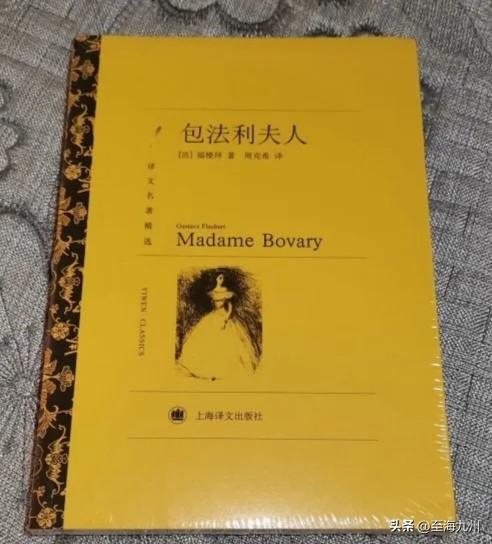 包法利夫人
[法] 福楼拜 著 周克希 译
译文名著精选
Gustave Flaubert
Madame Bovary
YIWEN CLASSICS
上海译文出版社
头条 @至海九州